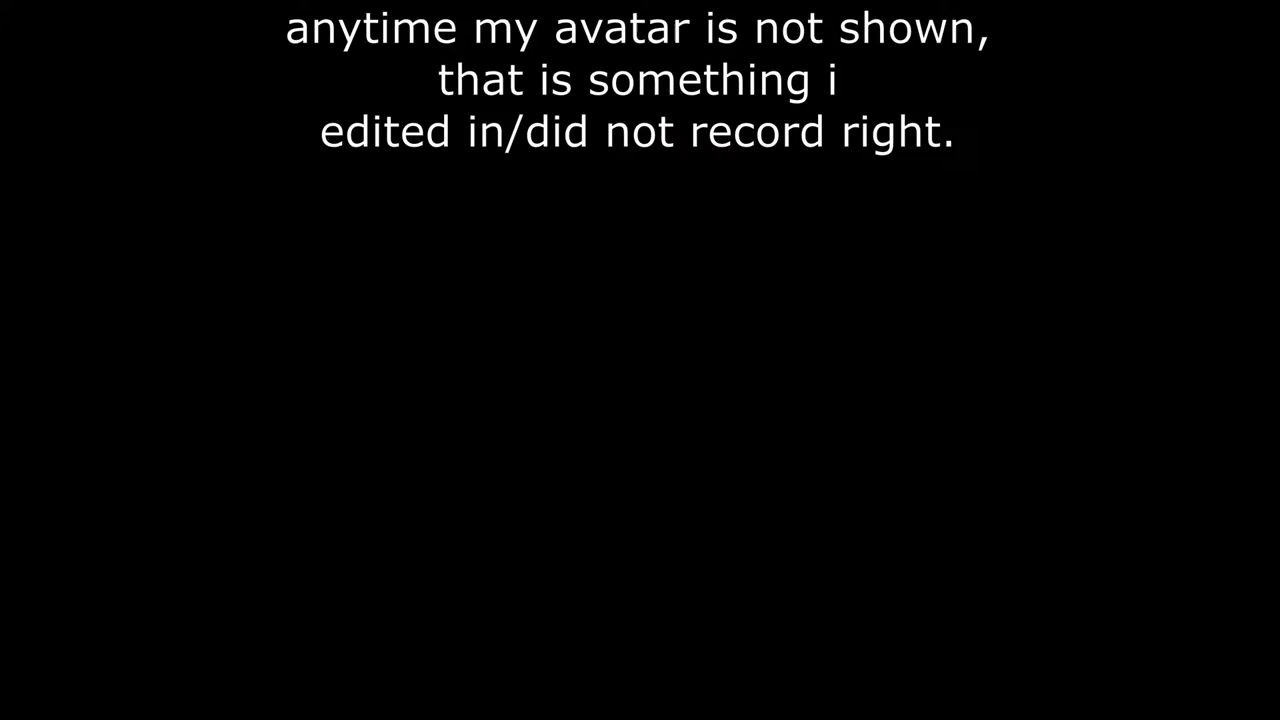 anytime my avatar is not shown,
that is something i
edited in/did not record right.